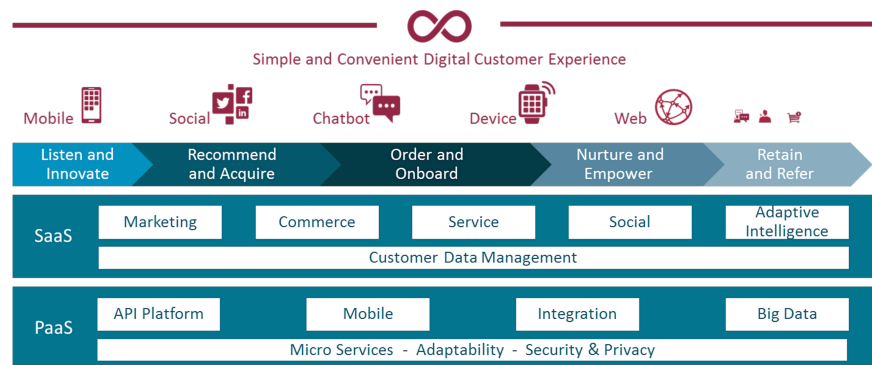 Simple and Convenient Digital Customer Experience
Mobile
Social
Chatbot
Device
Web
Listen and
Innovate
Recommend
and Acquire
Order and
Onboard
Nurture and
Empower
Retain
and Refer
SaaS
Marketing
Commerce
Service
Social
Adaptive
Intelligence
Customer Data Management
PaaS
API Platform
Mobile
Integration
Big Data
Micro Services - Adaptability - Security & Privacy